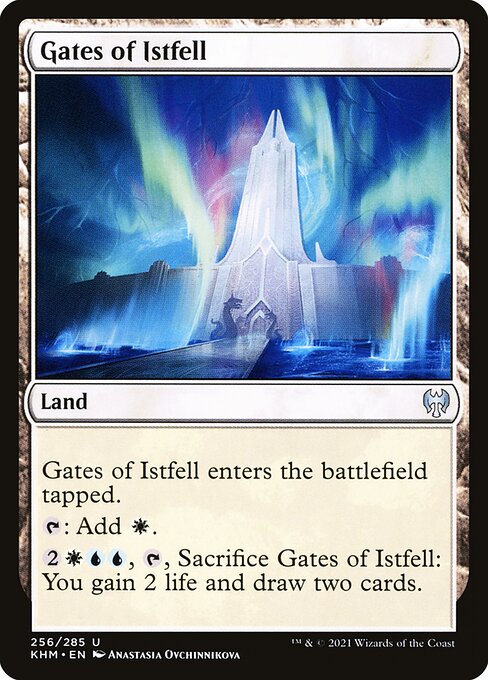 Gates of Istfell
Land
Gates of Istfell enters the battlefield
tapped.
: Add .
2, , Sacrifice Gates of Istfell:
You gain 2 life and draw two cards.
256/285 U
KHM • EN Anastasia Ovchinnikova
™ & © 2021 Wizards of the Coast